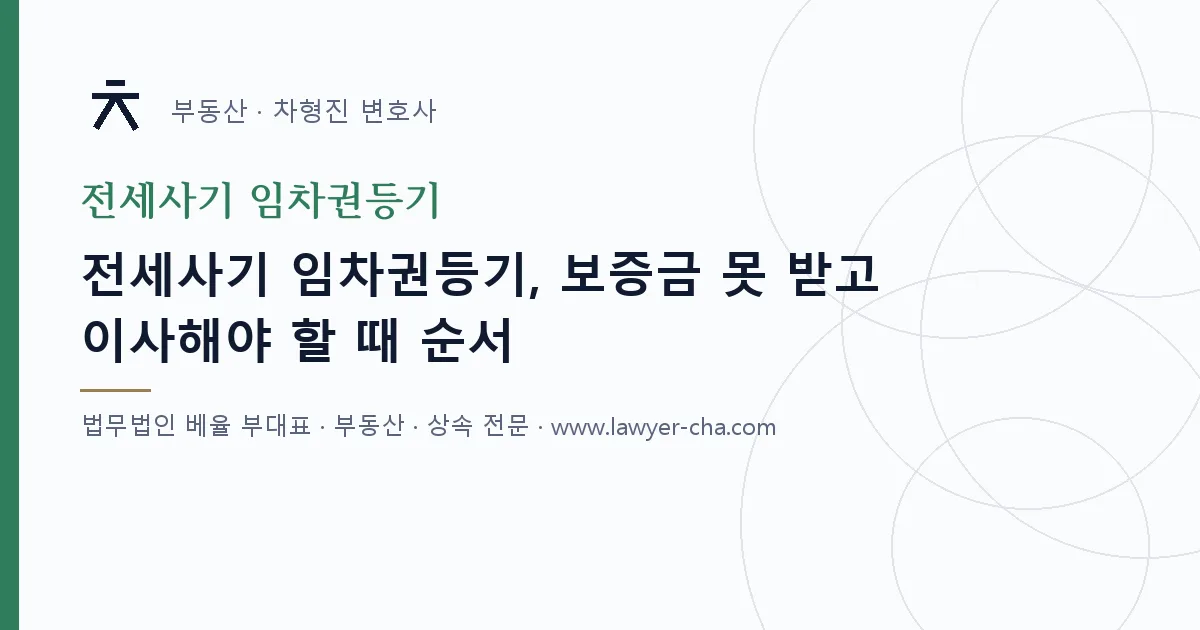 부동산 · 차형진 변호사
전세사기 임차권등기
전세사기 임차권등기, 보증금 못 받고
이사해야 할 때 순서
법무법인 베율 부대표 · 부동산 · 상속 전문 · www.lawyer-cha.com